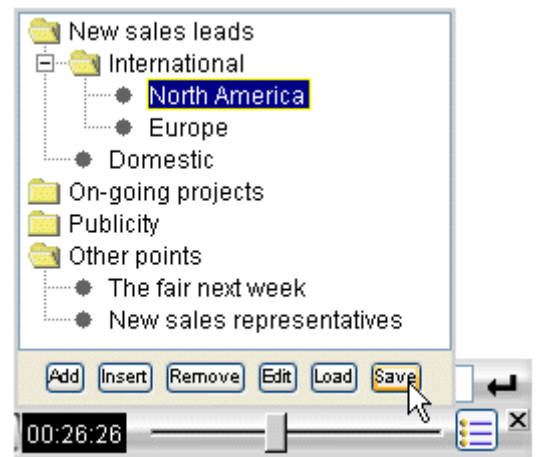 New sales leads
International
North America
Europe
Domestic
On-going projects
Publicity
Other points
The fair next week
New sales representatives
Add Insert Remove Edit Load Save
00:26:26